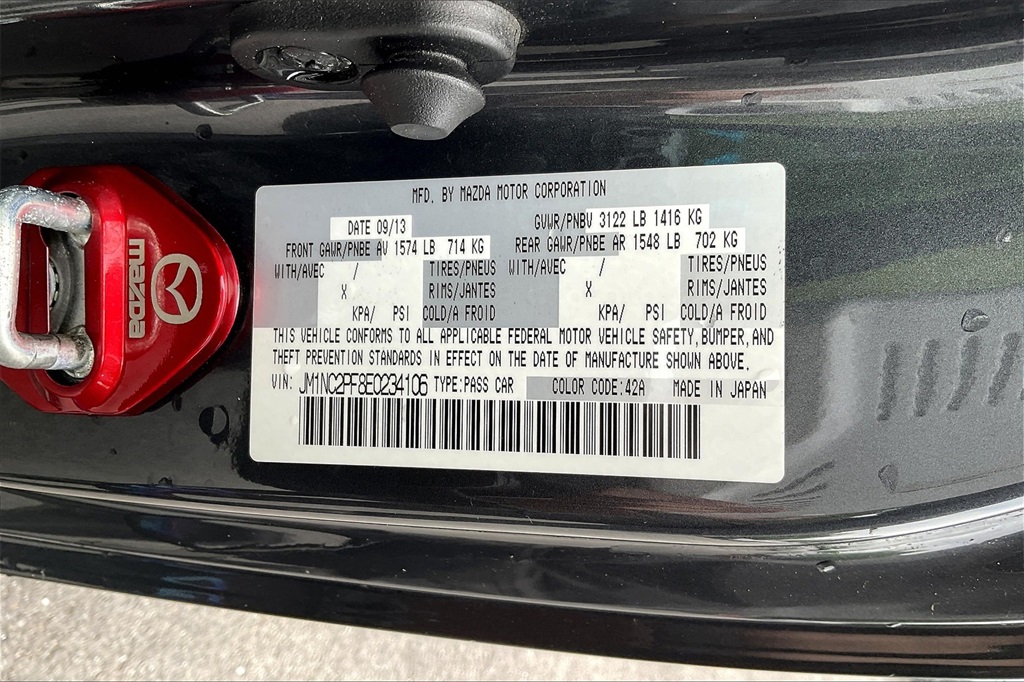 MFD. BY MAZDA MOTOR CORPORATION
DATE 09/13 GVWR/PNBV 3122 LB 1416 KG
FRONT GAWR/PNBE AV 1574 LB 714 KG REAR GAWR/PNBE AR 1548 LB 702 KG
WITH/AVEC / TIRES/PNEUS WITH/AVEC / TIRES/PNEUS
X RIMS/JANTES X RIMS/JANTES
KPA/ PSI COLD/A FROID KPA/ PSI COLD/A FROID
THIS VEHICLE CONFORMS TO ALL APPLICABLE FEDERAL MOTOR VEHICLE SAFETY,BUMPER,AND
THEFT PREVENTION STANDARDS IN EFFECT ON THE DATE OF MANUFACTURE SHOWN ABOVE.
VIN: JM1NC2PF8E0234106 TYPE:PASS CAR COLOR CODE:42A MADE IN JAPAN
mazda